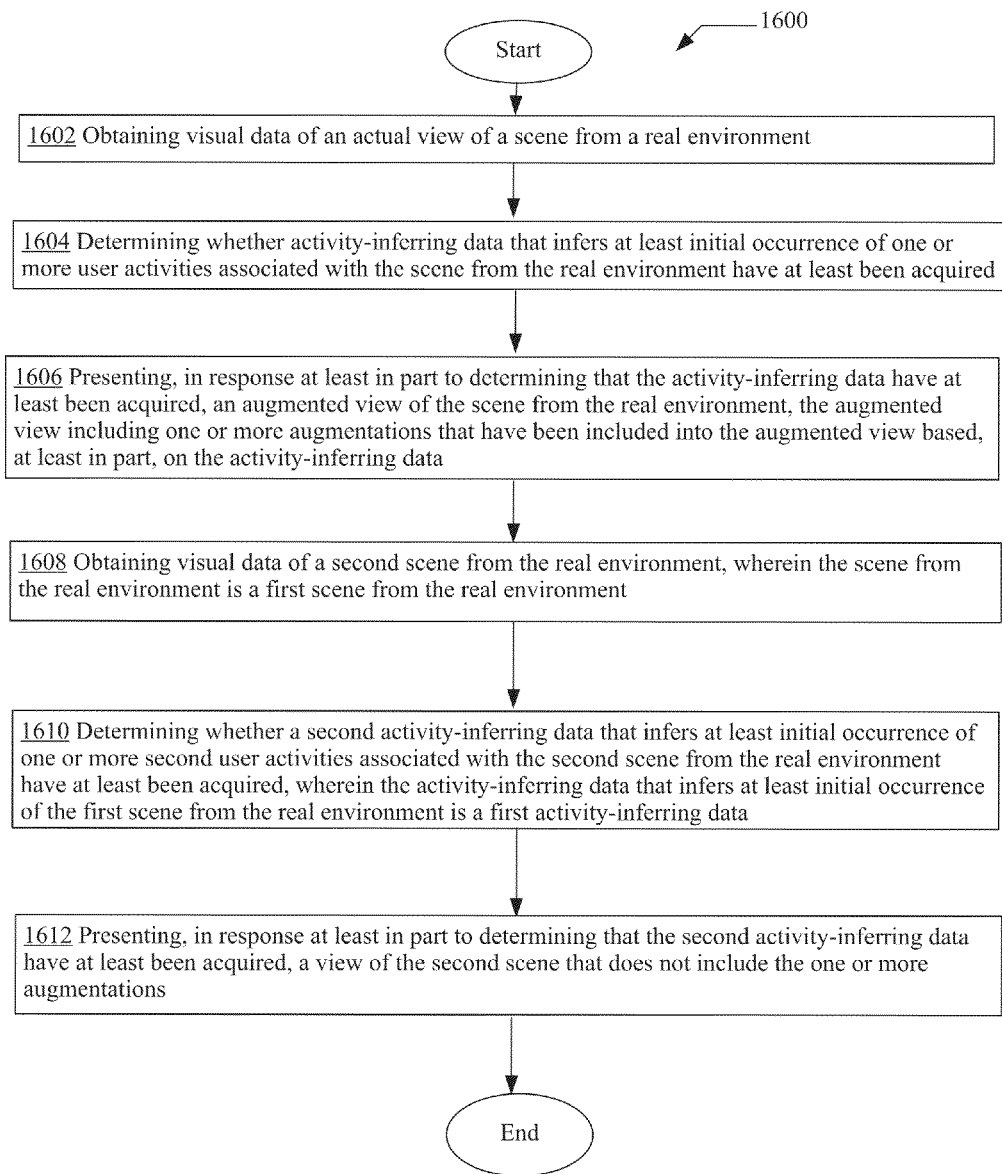 1600
Start
1602 Obtaining visual data of an actual view of a scene from a real environment
1604 Determining whether activity-inferring data that infers at least initial occurrence of one or
more user activities associated with the scene from the real environment have at least been acquired
1606 Presenting, in response at least in part to determining that the activity-inferring data have at
least been acquired, an augmented view of the scene from the real environment, the augmented
view including one or more augmentations that have been included into the augmented view based,
at least in part, on the activity-inferring data
1608 Obtaining visual data of a second scene from the real environment, wherein the scene from
the real environment is a first scene from the real environment
1610 Determining whether a second activity-inferring data that infers at least initial occurrence of
one or more second user activities associated with the second scene from the real environment
have at least been acquired, wherein the activity-inferring data that infers at least initial occurrence
of the first scene from the real environment is a first activity-inferring data
1612 Presenting, in response at least in part to determining that the second activity-inferring data
have at least been acquired, a view of the second scene that does not include the one or more
augmentations
End